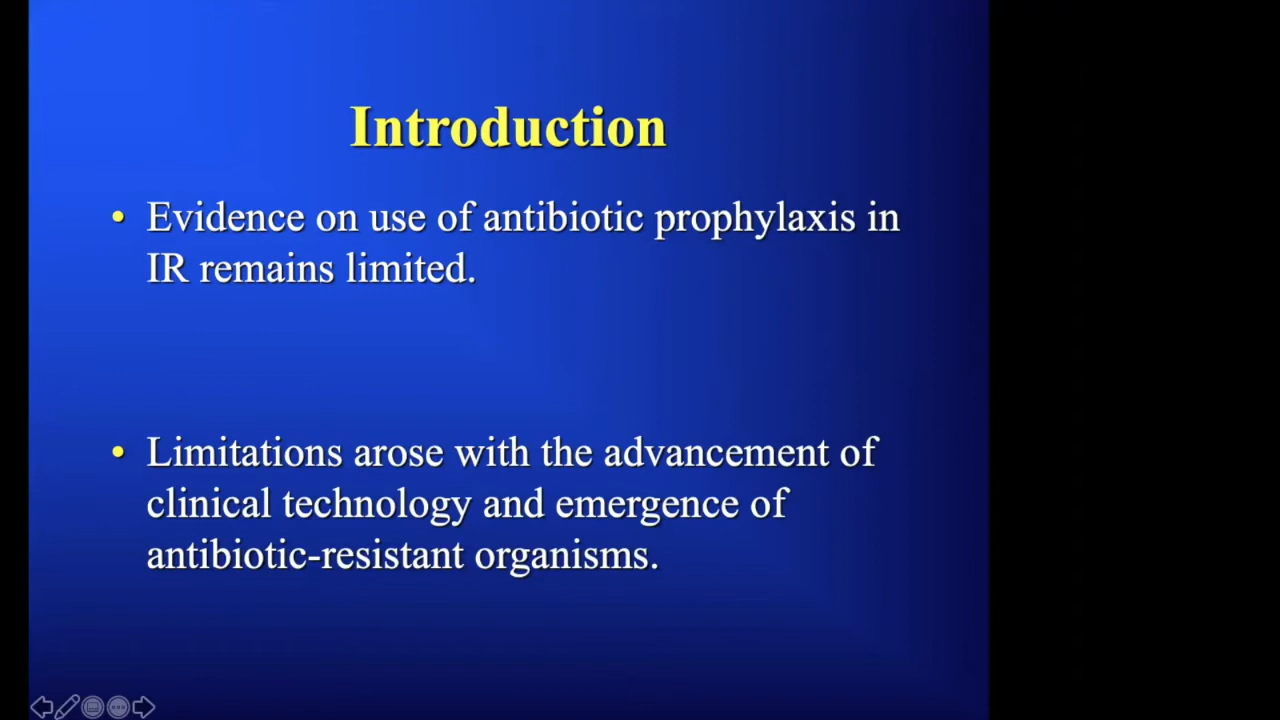 Introduction
• Evidence on use of antibiotic prophylaxis in
IR remains limited.
• Limitations arose with the advancement of
clinical technology and emergence of
antibiotic-resistant organisms.